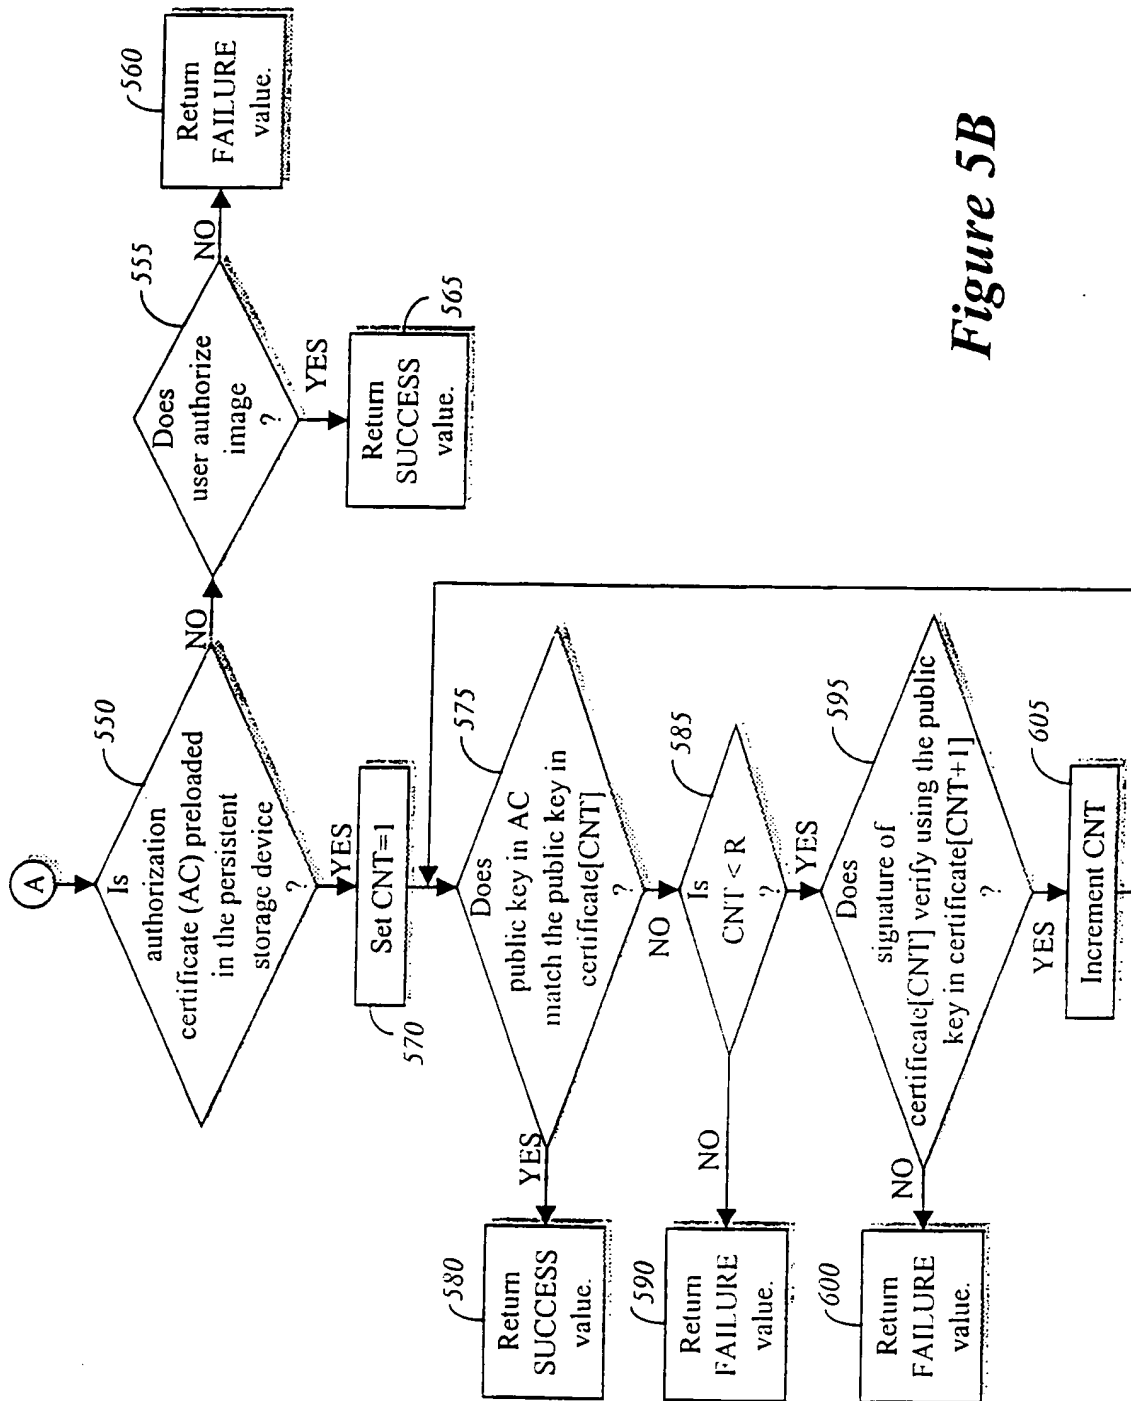 A
Is
authorization
certificate (AC) preloaded
in the persistent
storage device
?
550
NO
YES
Does
user authorize
image
?
555
NO
YES
Return
FAILURE
value.
560
Return
SUCCESS
value.
565
Set CNT=1
570
Does
public key in AC
match the public key in
certificate[CNT]
?
575
YES
NO
Return
SUCCESS
value.
580
Is
CNT < R
?
585
NO
YES
Return
FAILURE
value.
590
Does
signature of
certificate[CNT] verify using the public
key in certificate[CNT+1]
?
595
NO
YES
Return
FAILURE
value.
600
Increment CNT
605
Figure 5B